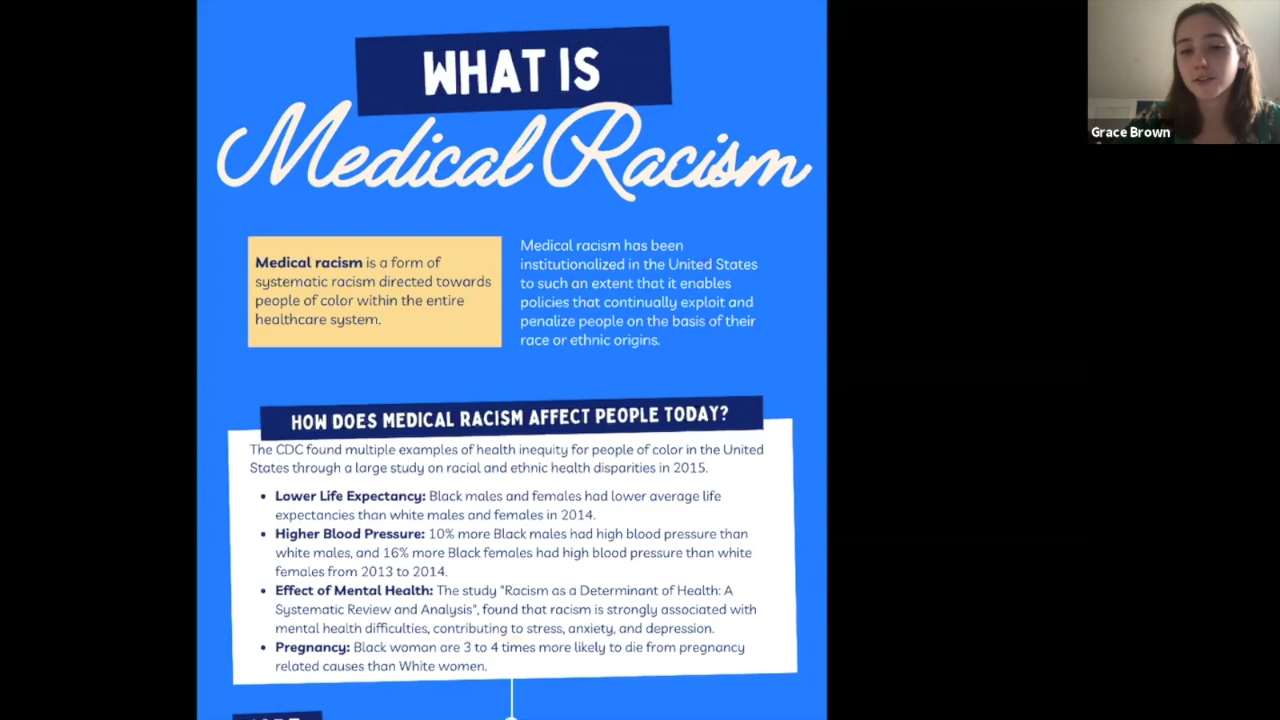 WHAT IS
Medical Racism
Grace Brown
Medical racism is a form of
systematic racism directed towards
people of color within the entire
healthcare system.
Medical racism has been
institutionalized in the United States
to such an extent that it enables
policies that continually exploit and
penalize people on the basis of their
race or ethnic origins.
HOW DOES MEDICAL RACISM AFFECT PEOPLE TODAY?
The CDC found multiple examples of health inequity for people of color in the United
States through a large study on racial and ethnic health disparities in 2015.
• Lower Life Expectancy: Black males and females had lower average life
expectancies than white males and females in 2014.
• Higher Blood Pressure: 10% more Black males had high blood pressure than
white males, and 16% more Black females had high blood pressure than white
females from 2013 to 2014.
• Effect of Mental Health: The study "Racism as a Determinant of Health: A
Systematic Review and Analysis", found that racism is strongly associated with
mental health difficulties, contributing to stress, anxiety, and depression.
• Pregnancy: Black woman are 3 to 4 times more likely to die from pregnancy
related causes than White women.